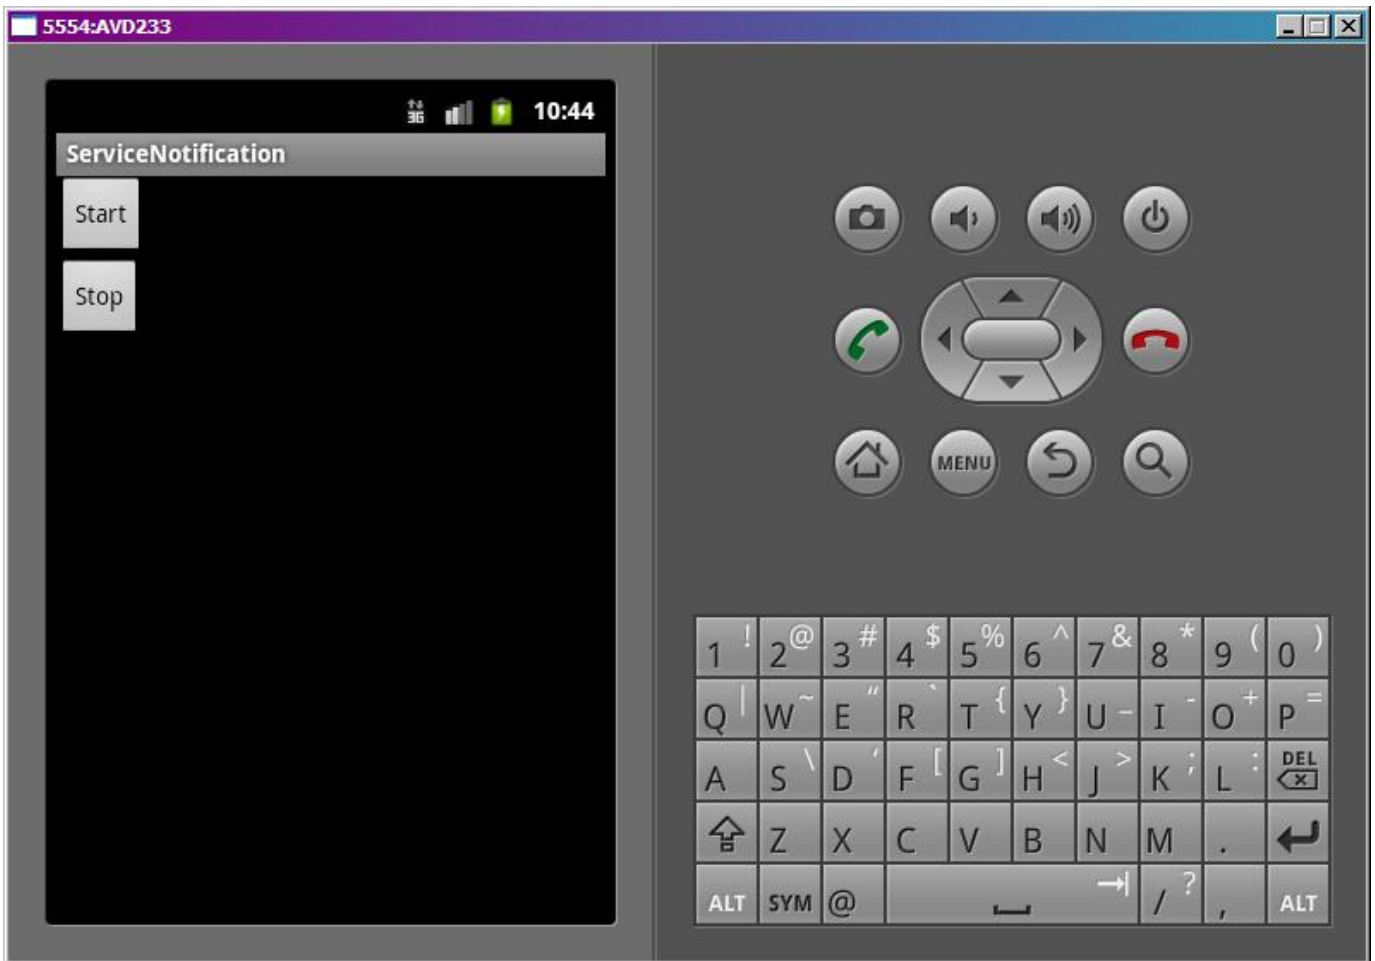 5554:AVD233
3G 10:44
ServiceNotification
Start
Stop
MENU
1 ! 2 @ 3 # 4 $ 5 % 6 ^ 7 & 8 * 9 ( 0 )
Q | W ~ E " R ` T { Y } U _ I - O + P =
A S \ D ' F [ G ] H < J > K ; L : DEL
Z X C V B N M .
ALT SYM @ / ? , ALT